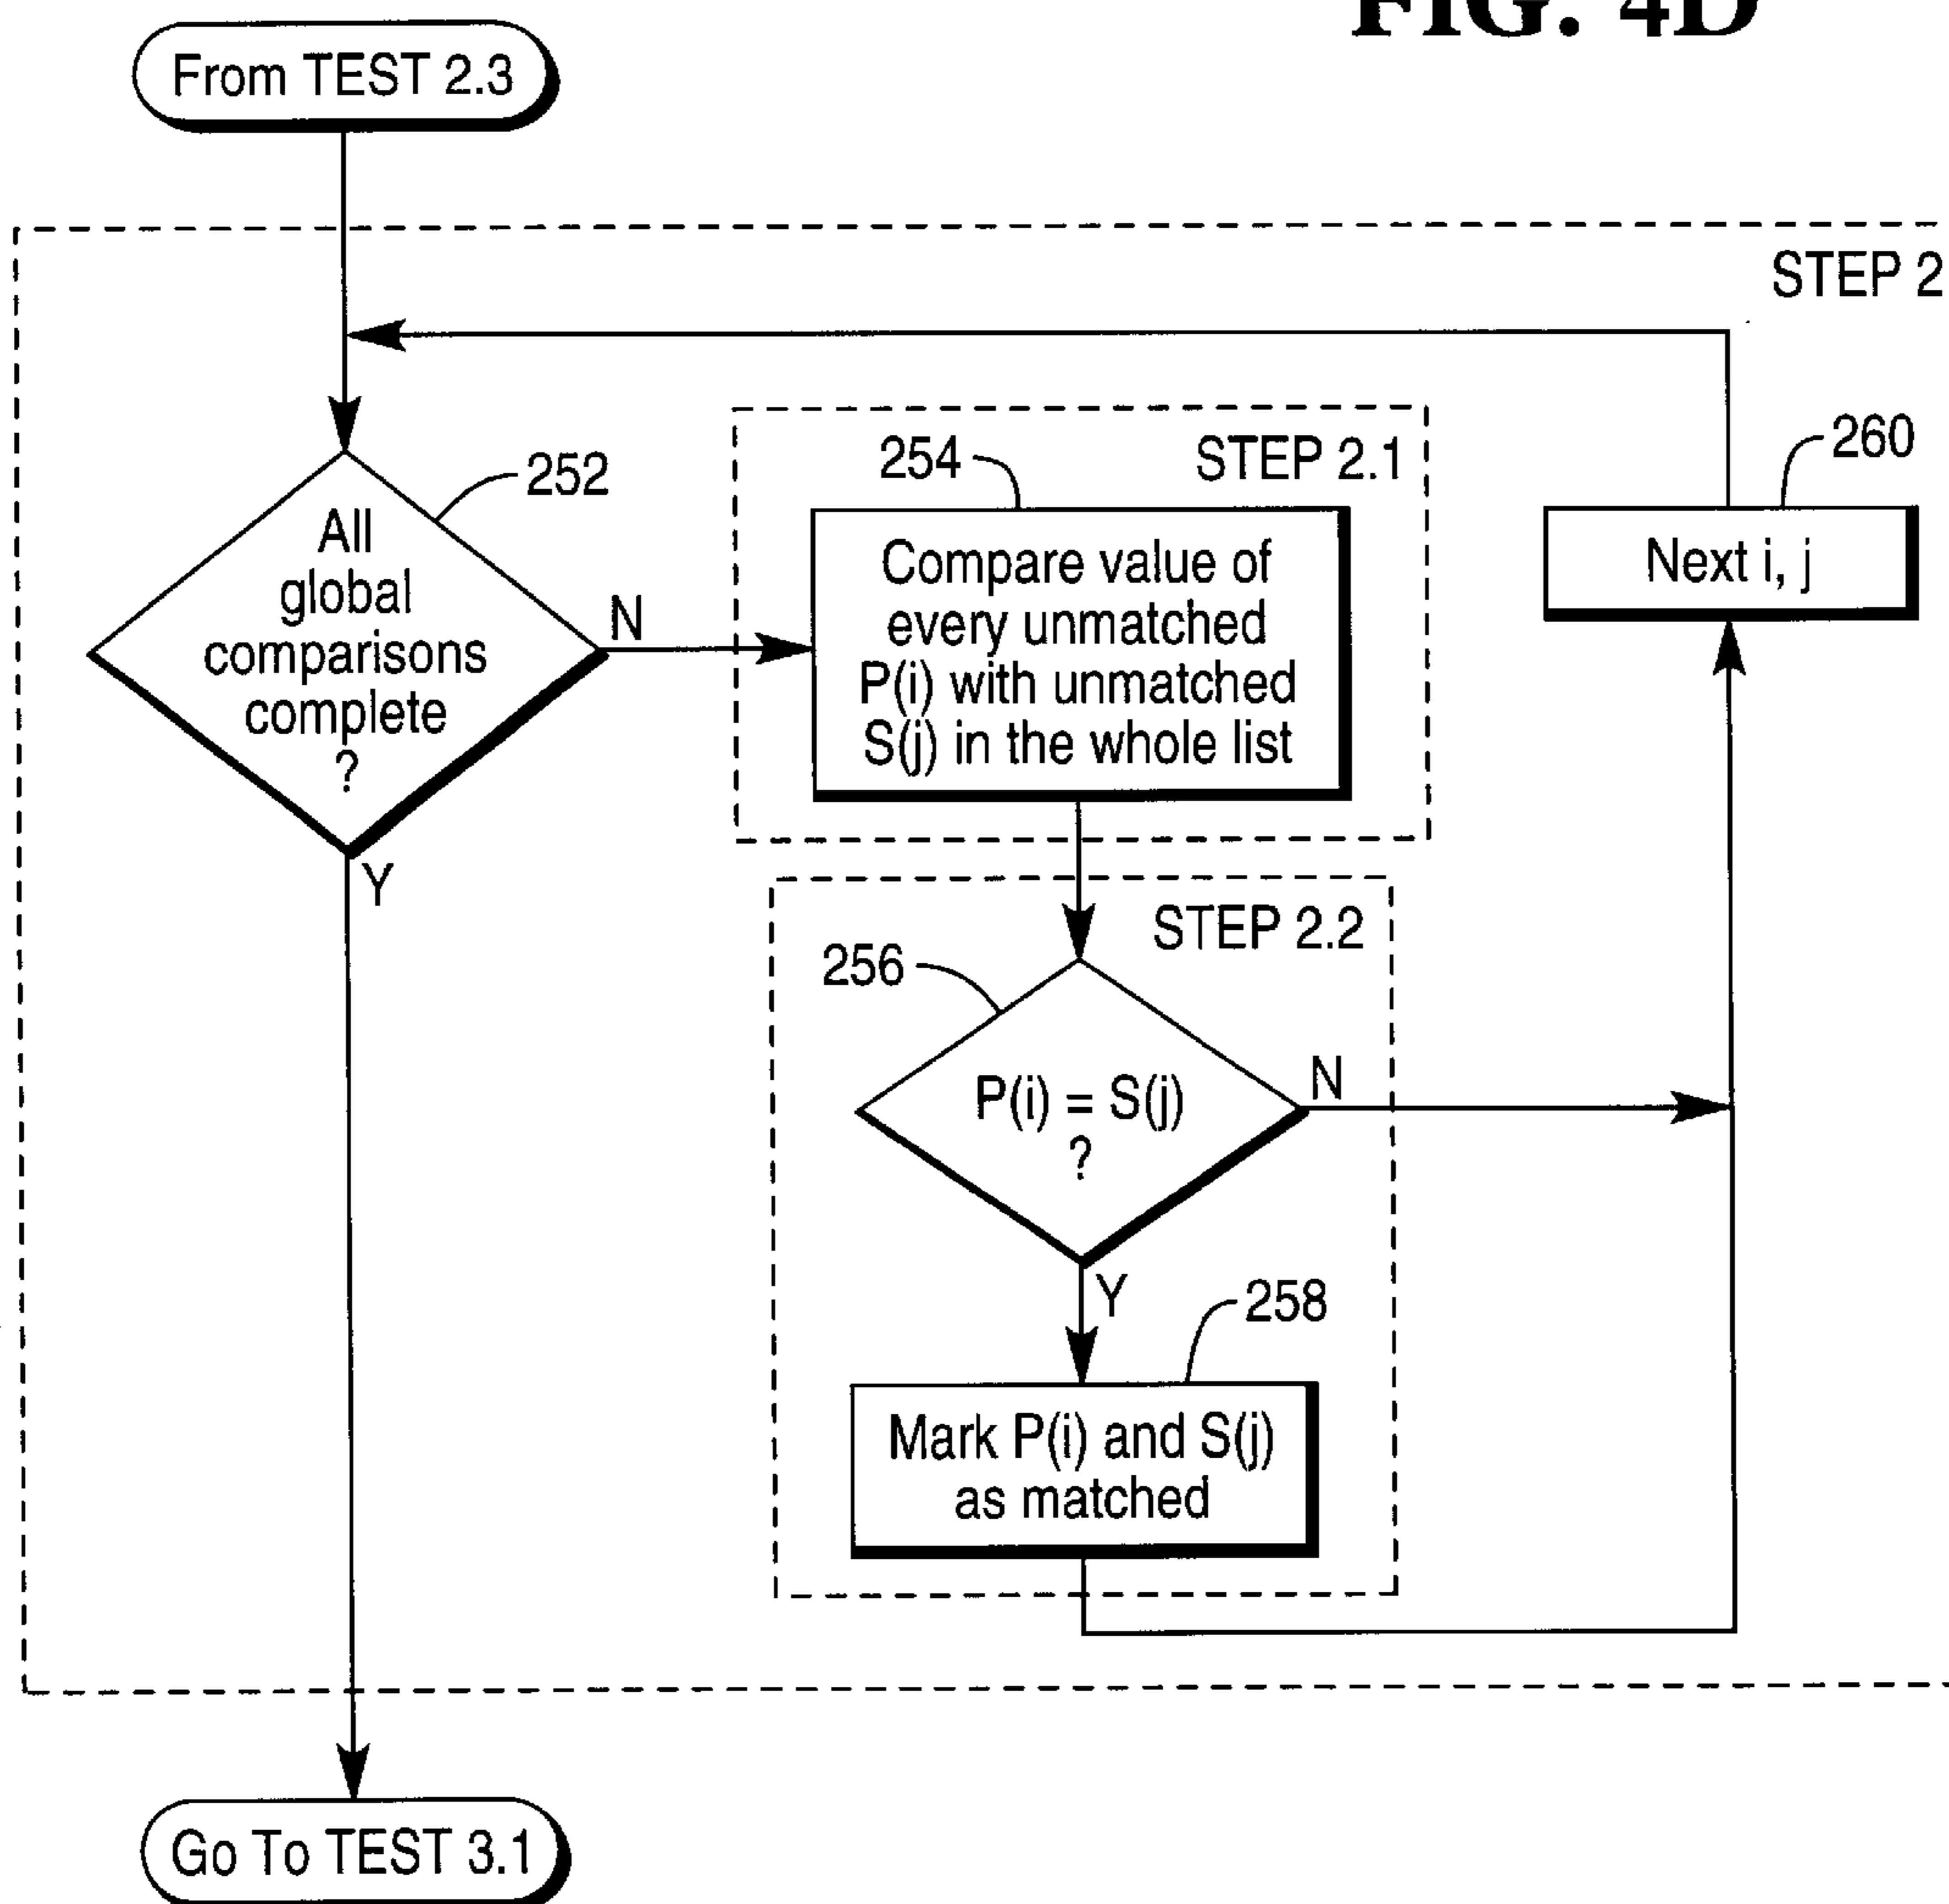 FIG. 4D
From TEST 2.3
STEP 2
252
All
global
comparisons
complete
?
N
Y
254
STEP 2.1
Compare value of
every unmatched
P(i) with unmatched
S(j) in the whole list
260
Next i, j
STEP 2.2
256
P(i) = S(j)
?
N
Y
258
Mark P(i) and S(j)
as matched
Go To TEST 3.1